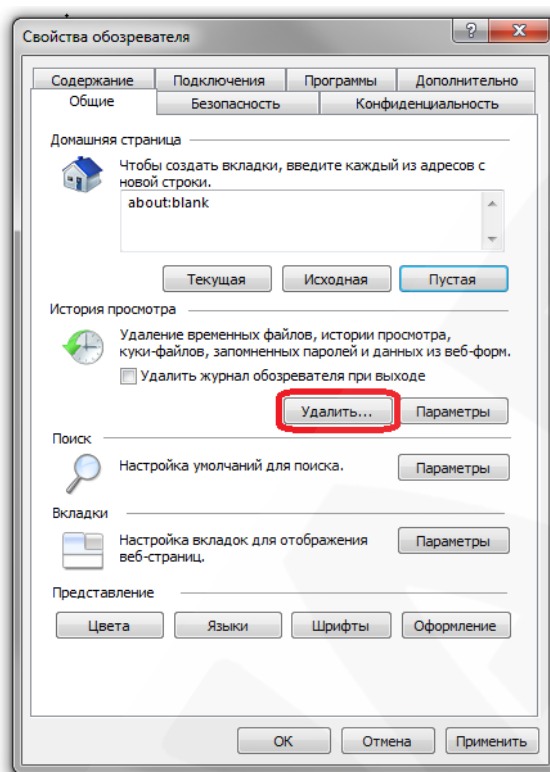 Свойства обозревателя
Содержание Подключения Программы Дополнительно
Общие Безопасность Конфиденциальность
Домашняя страница
Чтобы создать вкладки, введите каждый из адресов с
новой строки.
about:blank
Текущая Исходная Пустая
История просмотра
Удаление временных файлов, истории просмотра,
куки-файлов, запомненных паролей и данных из веб-форм.
Удалить журнал обозревателя при выходе
Удалить... Параметры
Поиск
Настройка умолчаний для поиска. Параметры
Вкладки
Настройка вкладок для отображения
веб-страниц.
Параметры
Представление
Цвета Языки Шрифты Оформление
ОК Отмена Применить